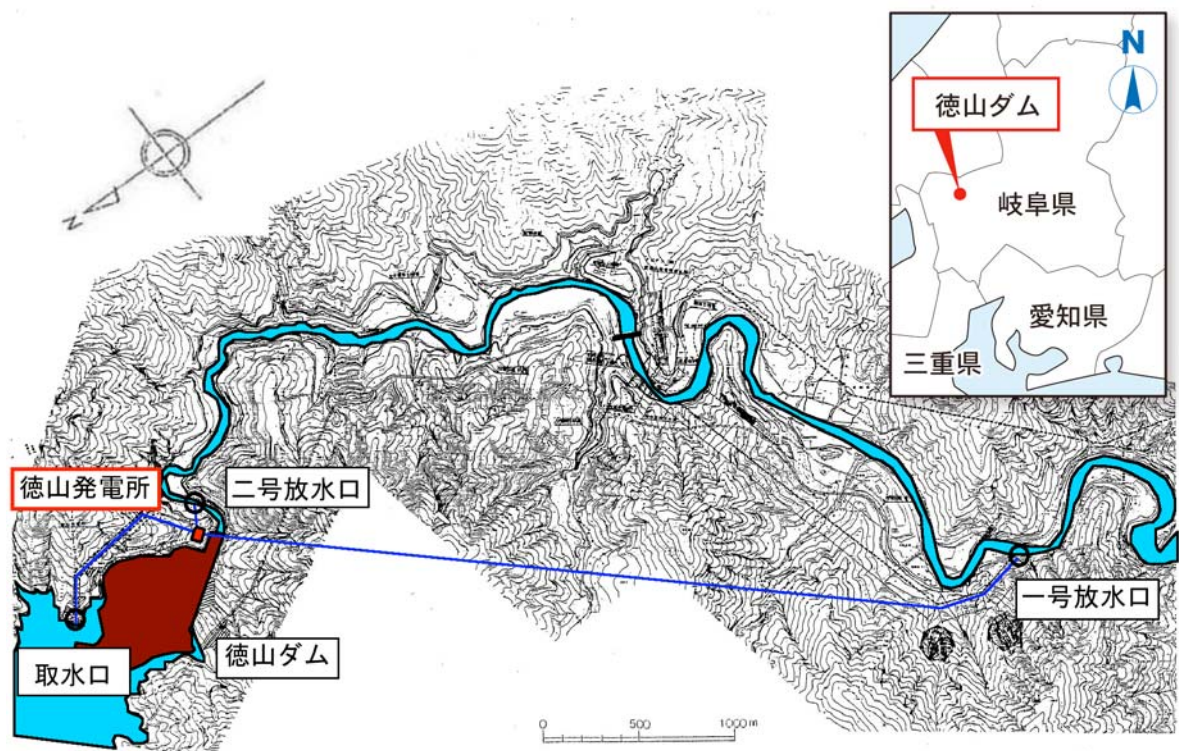 N
徳山ダム
岐阜県
愛知県
三重県
N
徳山発電所
二号放水口
一号放水口
取水口
徳山ダム
0 500 1000m